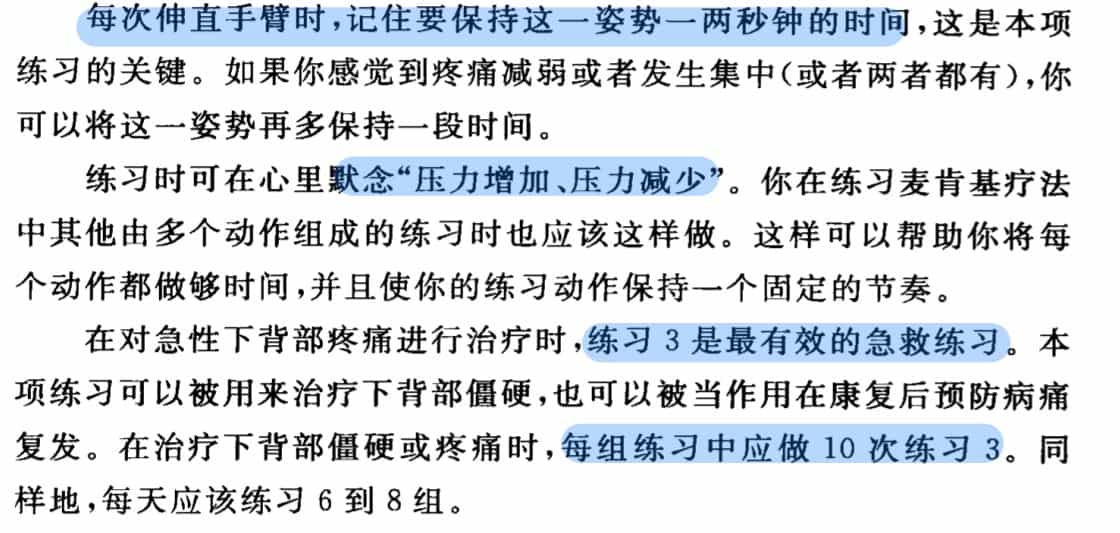 每次伸直手臂时,记住要保持这一姿势一两秒钟的时间,这是本项
练习的关键。如果你感觉到疼痛减弱或者发生集中(或者两者都有),你
可以将这一姿势再多保持一段时间。
练习时可在心里默念“压力增加、压力减少”。你在练习麦肯基疗法
中其他由多个动作组成的练习时也应该这样做。这样可以帮助你将每
个动作都做够时间,并且使你的练习动作保持一个固定的节奏。
在对急性下背部疼痛进行治疗时,练习3是最有效的急救练习。本
项练习可以被用来治疗下背部僵硬,也可以被当作用在康复后预防病痛
复发。在治疗下背部僵硬或疼痛时,每组练习中应做10次练习3。同
样地,每天应该练习6到8组。